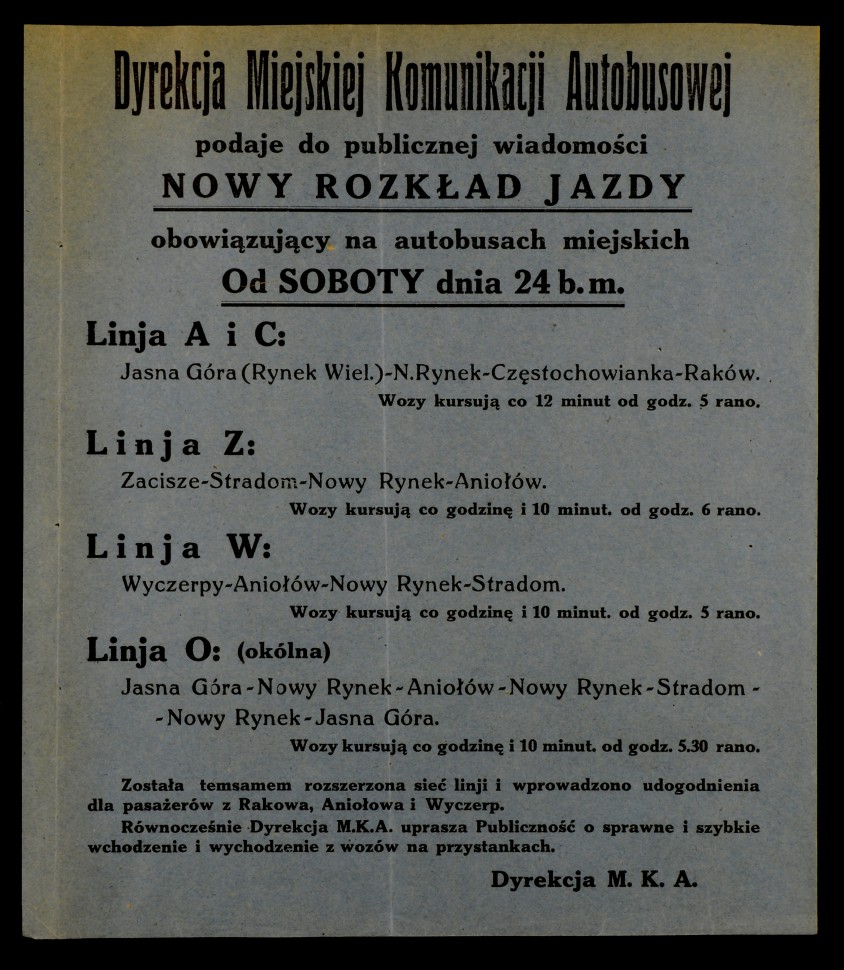 Dyrekcja Miejskiej Komunikacji Autobusowej
podaje do publicznej wiadomości
NOWY ROZKŁAD JAZDY
obowiązujący na autobusach miejskich
Od SOBOTY dnia 24 b. m.
Linja A i C:
Jasna Góra (Rynek Wiel.)-N.Rynek-Częstochowianka-Raków.
Wozy kursują co 12 minut od godz. 5 rano.
Linja Z:
Zacisze-Stradom-Nowy Rynek-Aniołów.
Wozy kursują co godzinę i 10 minut. od godz. 6 rano.
Linja W:
Wyczerpy-Aniołów-Nowy Rynek-Stradom.
Wozy kursują co godzinę i 10 minut. od godz. 5 rano.
Linja O: (okólna)
Jasna Góra-Nowy Rynek-Aniołów-Nowy Rynek-Stradom -
-Nowy Rynek-Jasna Góra.
Wozy kursują co godzinę i 10 minut. od godz. 5.30 rano.
Została temsamem rozszerzona sieć linji i wprowadzono udogodnienia
dla pasażerów z Rakowa, Aniołowa i Wyczerp.
Równocześnie Dyrekcja M.K.A. uprasza Publiczność o sprawne i szybkie
wchodzenie i wychodzenie z wozów na przystankach.
Dyrekcja M. K. A.